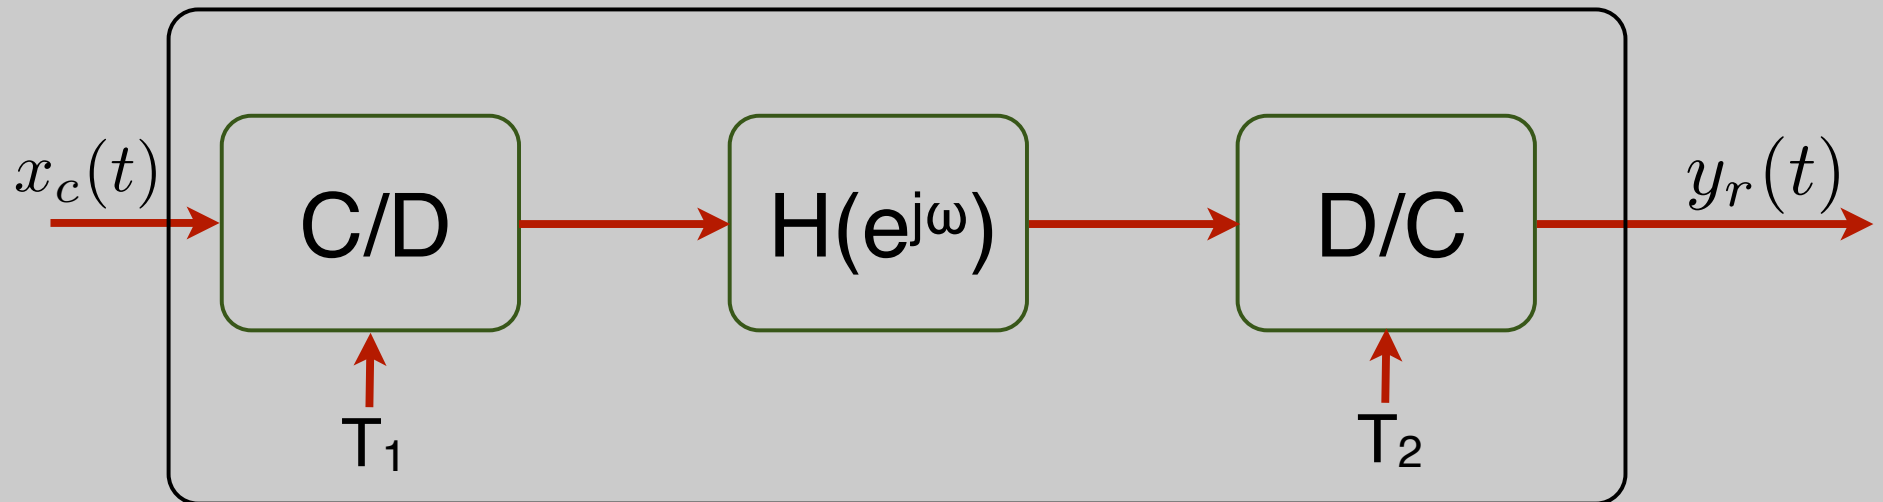 x_c(t)
C/D
H(e^{jω})
D/C
y_r(t)
T₁
T₂